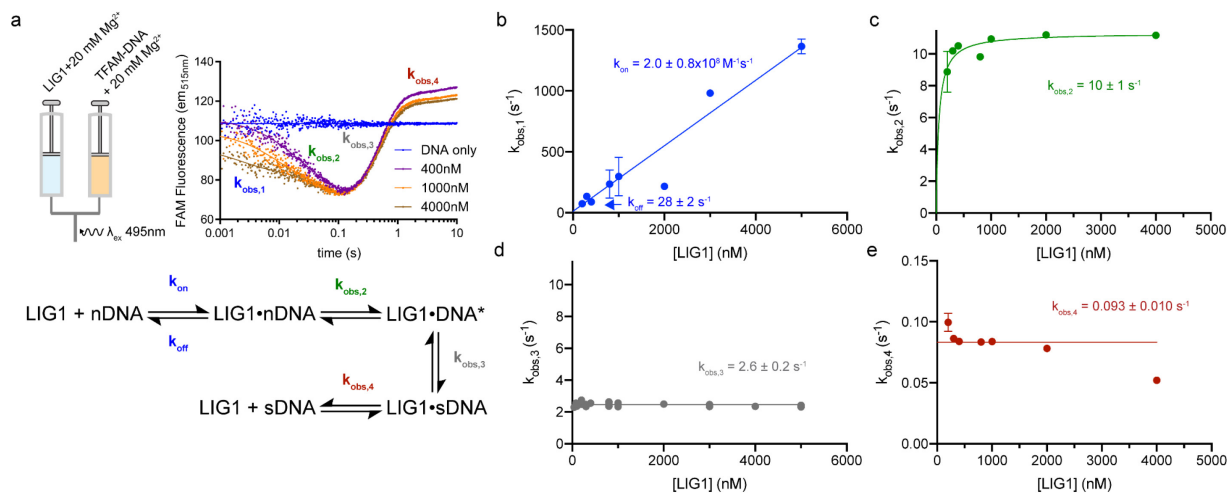 a
LIG1+20 mM Mg²⁺
TFAM-DNA
+ 20 mM Mg²⁺
λex 495nm
FAM Fluorescence (em515nm)
140
120
100
80
60
0.001
0.01
0.1
1
10
time (s)
kobs,1
kobs,2
kobs,3
kobs,4
DNA only
400nM
1000nM
4000nM
kon
kobs,2
LIG1 + nDNA
LIG1•nDNA
LIG1•DNA*
koff
kobs,3
kobs,4
LIG1 + sDNA
LIG1•sDNA
b
kobs,1 (s⁻¹)
1500
1000
500
0
kon = 2.0 ± 0.8x10⁸ M⁻¹s⁻¹
koff = 28 ± 2 s⁻¹
0
2000
4000
6000
[LIG1] (nM)
c
kobs,2 (s⁻¹)
10
8
6
4
2
0
kobs,2 = 10 ± 1 s⁻¹
0
1000
2000
3000
4000
5000
[LIG1] (nM)
d
kobs,3 (s⁻¹)
10
8
6
4
2
0
kobs,3 = 2.6 ± 0.2 s⁻¹
0
2000
4000
6000
[LIG1] (nM)
e
kobs,4 (s⁻¹)
0.15
0.10
0.05
0.00
kobs,4 = 0.093 ± 0.010 s⁻¹
0
1000
2000
3000
4000
5000
[LIG1] (nM)